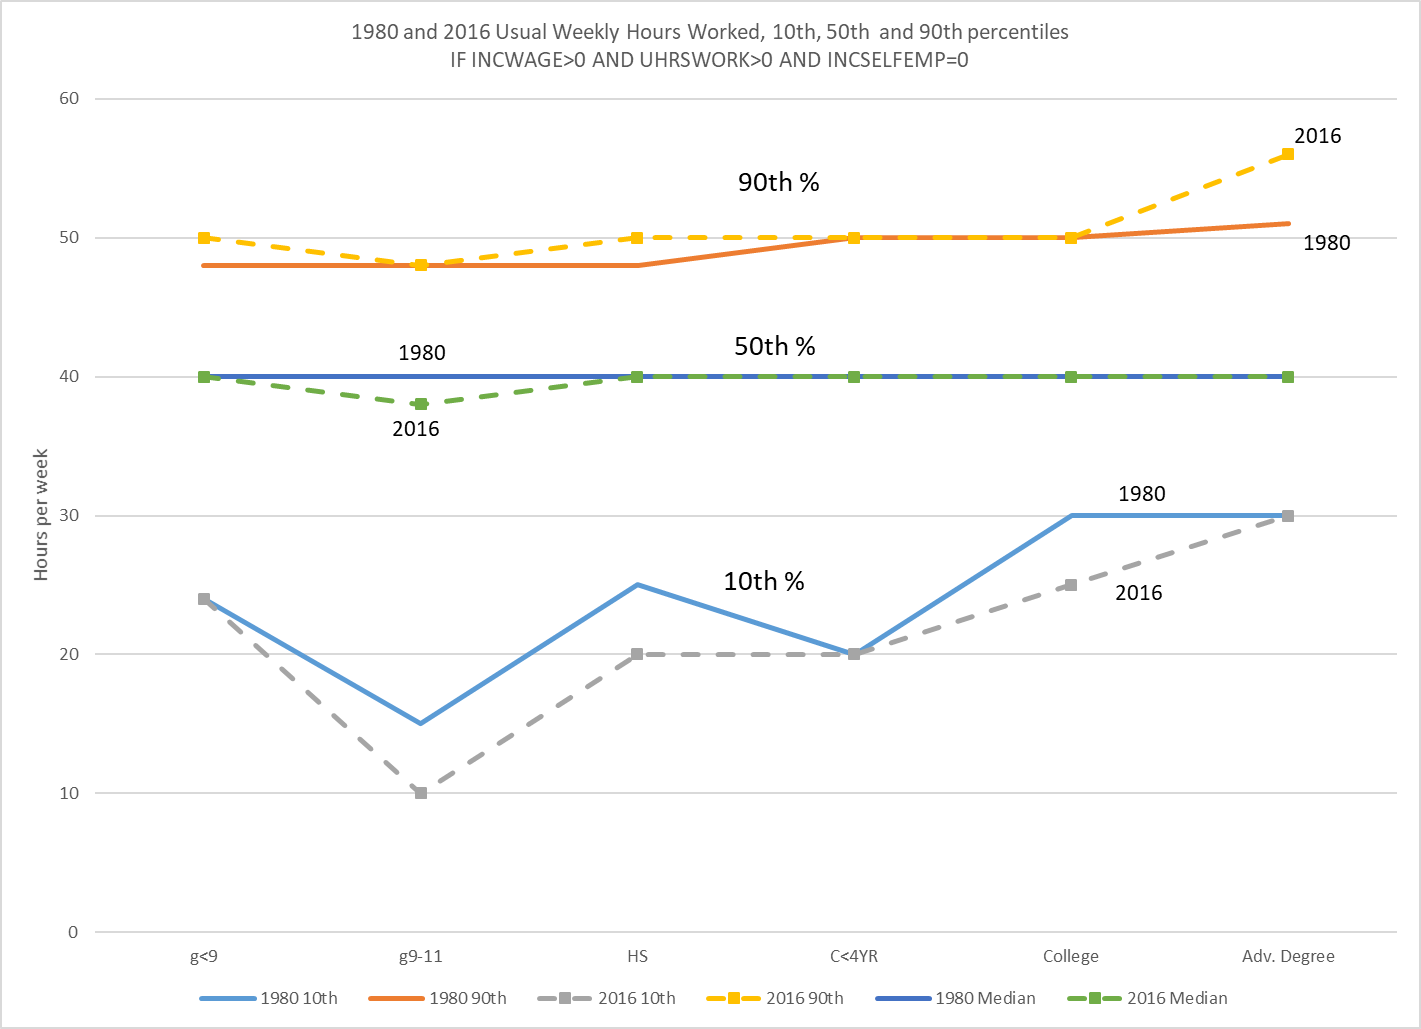 1980 and 2016 Usual Weekly Hours Worked, 10th, 50th and 90th percentiles
IF INCWAGE>0 AND UHRSWORK>0 AND INCSELFEMP=0
60
2016
90th %
50
1980
50th %
1980
40
2016
Hours per week
30
1980
10th %
2016
20
10
0
g<9 g9-11 HS C<4YR College Adv. Degree
1980 10th 1980 90th 2016 10th 2016 90th 1980 Median 2016 Median